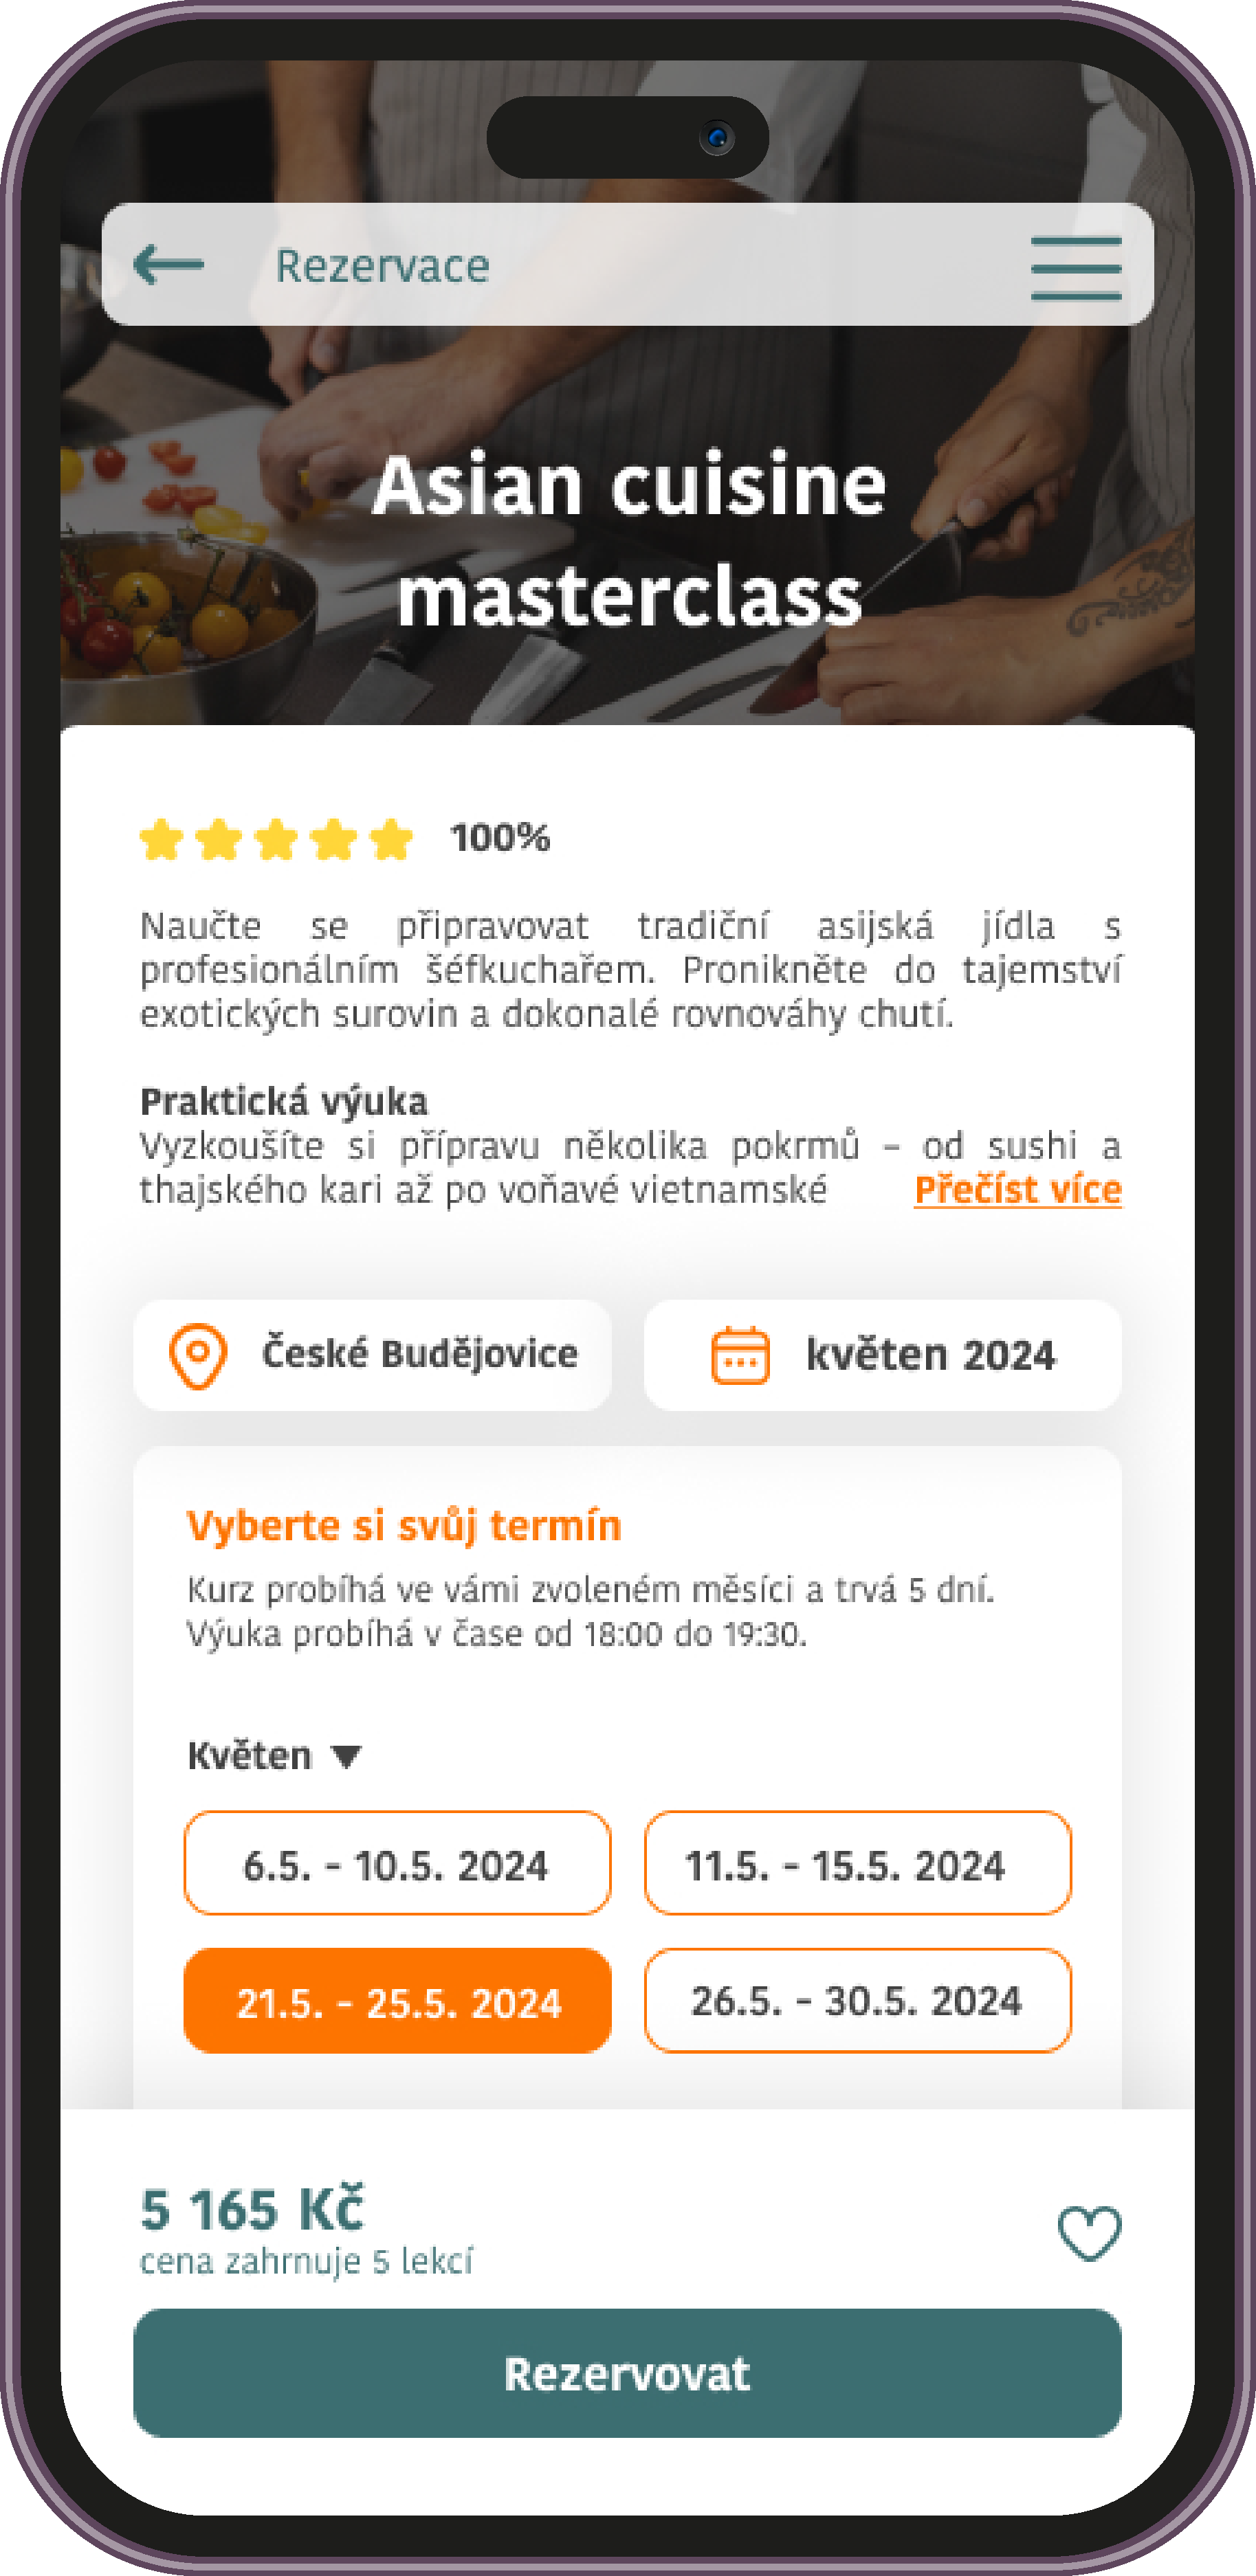 Rezervace
Asian cuisine
masterclass
100%
Naučte se připravovat tradiční asijská jídla s
profesionálním šéfkuchařem. Pronikněte do tajemství
exotických surovin a dokonalé rovnováhy chutí.
Praktická výuka
Vyzkoušíte si přípravu několika pokrmů – od sushi a
thajského kari až po voňavé vietnamské Přečíst více
České Budějovice
květen 2024
Vyberte si svůj termín
Kurz probíhá ve vámi zvoleném měsíci a trvá 5 dní.
Výuka probíhá v čase od 18:00 do 19:30.
Květen
6.5. - 10.5. 2024
11.5. - 15.5. 2024
21.5. - 25.5. 2024
26.5. - 30.5. 2024
5 165 Kč
cena zahrnuje 5 lekcí
Rezervovat